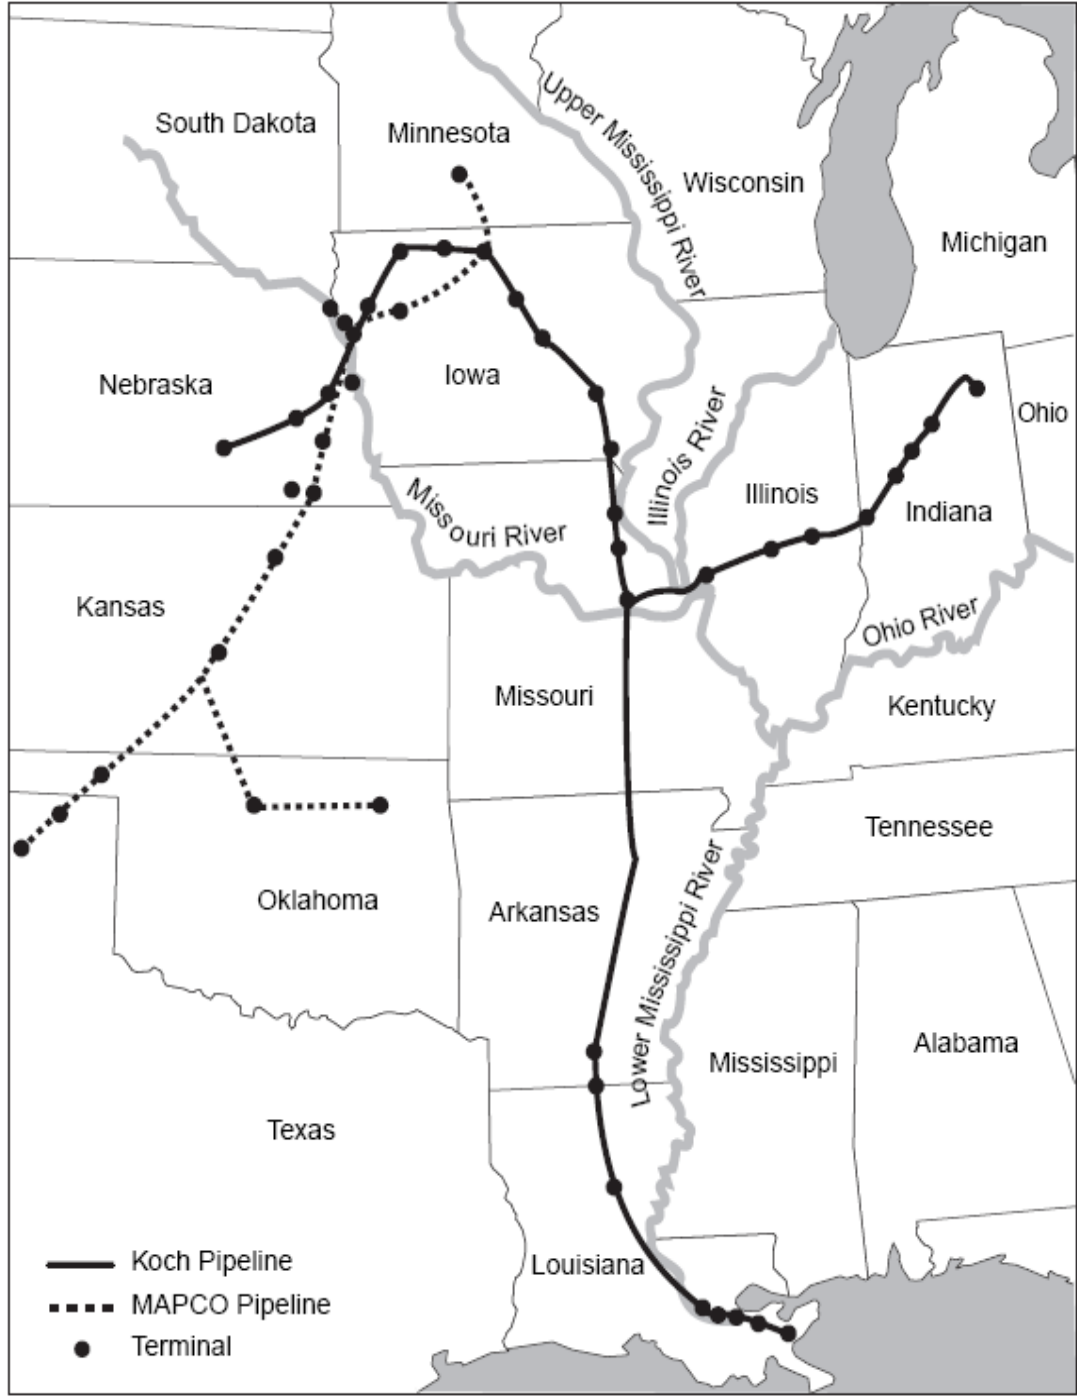 South Dakota
Minnesota
Upper Mississippi River
Wisconsin
Michigan
Nebraska
Iowa
Ohio
Illinois River
Illinois
Indiana
Missouri River
Kansas
Ohio River
Missouri
Kentucky
Tennessee
Oklahoma
Arkansas
Lower Mississippi River
Mississippi
Alabama
Texas
Louisiana
Koch Pipeline
MAPCO Pipeline
Terminal